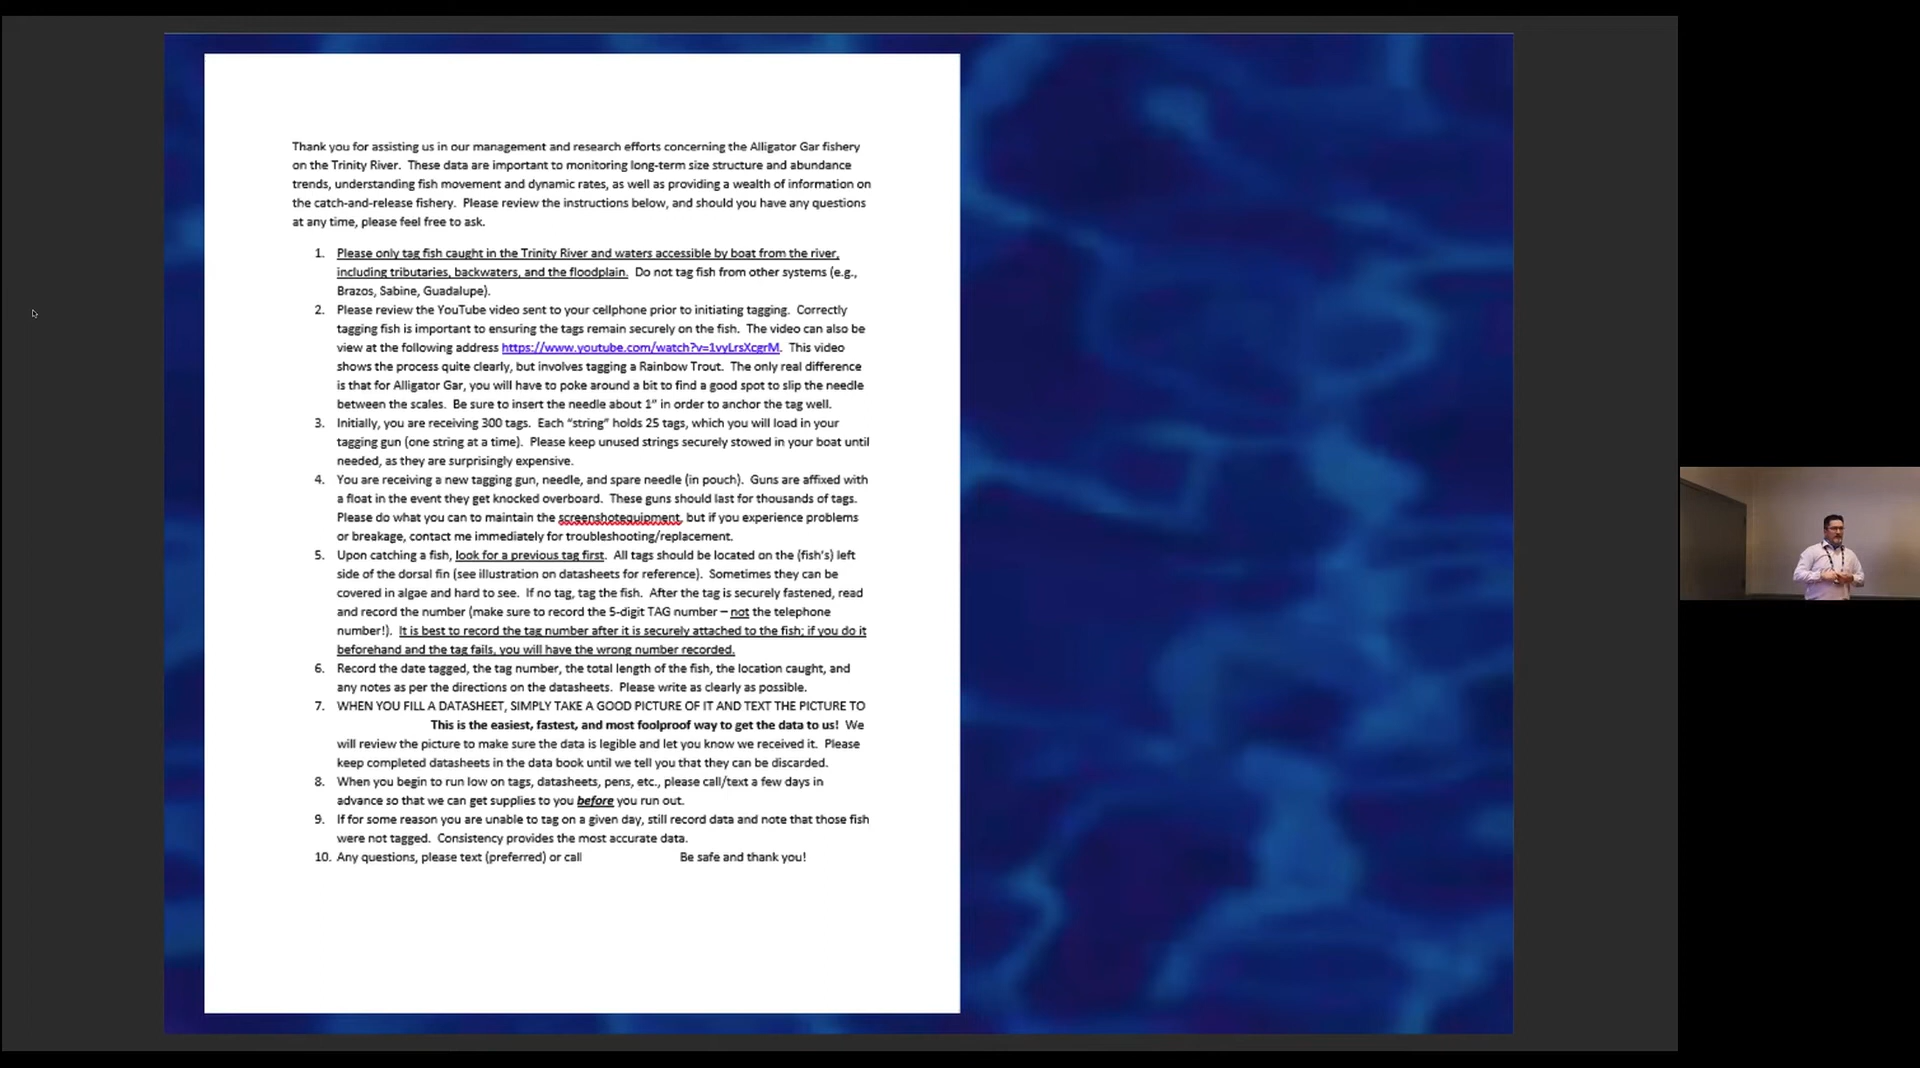 Thank you for assisting us in our management and research efforts concerning the Alligator Gar fishery
on the Trinity River.  These data are important to monitoring long-term size structure and abundance
trends, understanding fish movement and dynamic rates, as well as providing a wealth of information on
the catch-and-release fishery.  Please review the instructions below, and should you have any questions
at any time, please feel free to ask.
1. Please only tag fish caught in the Trinity River and waters accessible by boat from the river,
including tributaries, backwaters, and the floodplain.  Do not tag fish from other systems (e.g.,
Brazos, Sabine, Guadalupe).
2. Please review the YouTube video sent to your cellphone prior to initiating tagging.  Correctly
tagging fish is important to ensuring the tags remain securely on the fish.  The video can also be
view at the following address https://www.youtube.com/watch?v=1vyLrsXcgrM.  This video
shows the process quite clearly, but involves tagging a Rainbow Trout.  The only real difference
is that for Alligator Gar, you will have to poke around a bit to find a good spot to slip the needle
between the scales.  Be sure to insert the needle about 1” in order to anchor the tag well.
3. Initially, you are receiving 300 tags.  Each “string” holds 25 tags, which you will load in your
tagging gun (one string at a time).  Please keep unused strings securely stowed in your boat until
needed, as they are surprisingly expensive.
4. You are receiving a new tagging gun, needle, and spare needle (in pouch).  Guns are affixed with
a float in the event they get knocked overboard.  These guns should last for thousands of tags.
Please do what you can to maintain the screenshotequipment, but if you experience problems
or breakage, contact me immediately for troubleshooting/replacement.
5. Upon catching a fish, look for a previous tag first.  All tags should be located on the (fish's) left
side of the dorsal fin (see illustration on datasheets for reference).  Sometimes they can be
covered in algae and hard to see.  If no tag, tag the fish.  After the tag is securely fastened, read
and record the number (make sure to record the 5-digit TAG number – not the telephone
number!).  It is best to record the tag number after it is securely attached to the fish; if you do it
beforehand and the tag fails, you will have the wrong number recorded.
6. Record the date tagged, the tag number, the total length of the fish, the location caught, and
any notes as per the directions on the datasheets.  Please write as clearly as possible.
7. WHEN YOU FILL A DATASHEET, SIMPLY TAKE A GOOD PICTURE OF IT AND TEXT THE PICTURE TO
This is the easiest, fastest, and most foolproof way to get the data to us!  We
will review the picture to make sure the data is legible and let you know we received it.  Please
keep completed datasheets in the data book until we tell you that they can be discarded.
8. When you begin to run low on tags, datasheets, pens, etc., please call/text a few days in
advance so that we can get supplies to you before you run out.
9. If for some reason you are unable to tag on a given day, still record data and note that those fish
were not tagged.  Consistency provides the most accurate data.
10. Any questions, please text (preferred) or call Be safe and thank you!